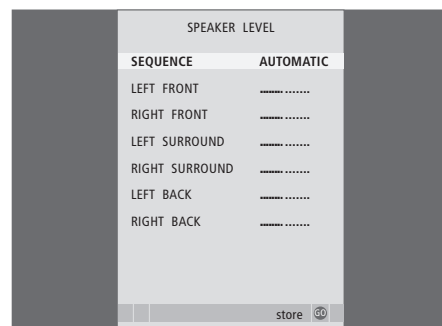 SPEAKER LEVEL
SEQUENCE AUTOMATIC
LEFT FRONT ..............
RIGHT FRONT ..............
LEFT SURROUND ..............
RIGHT SURROUND ..............
LEFT BACK ..............
RIGHT BACK ..............
store GO